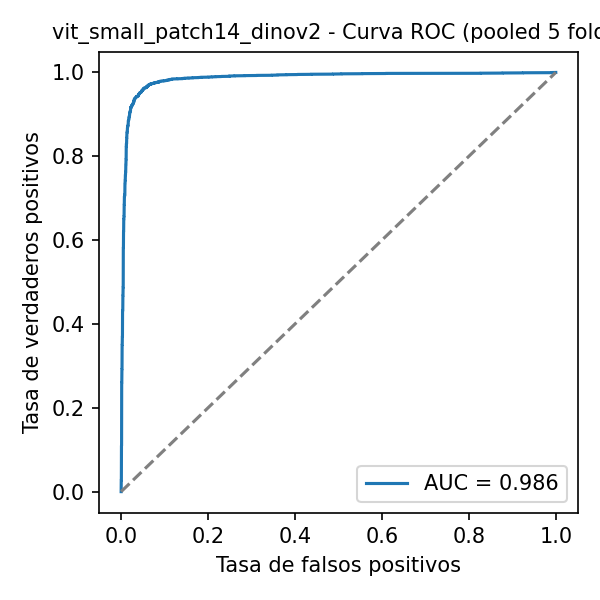 vit_small_patch14_dinov2 - Curva ROC (pooled 5 fold
1.0
0.8
0.6
0.4
0.2
0.0
Tasa de verdaderos positivos
AUC = 0.986
0.0 0.2 0.4 0.6 0.8 1.0
Tasa de falsos positivos